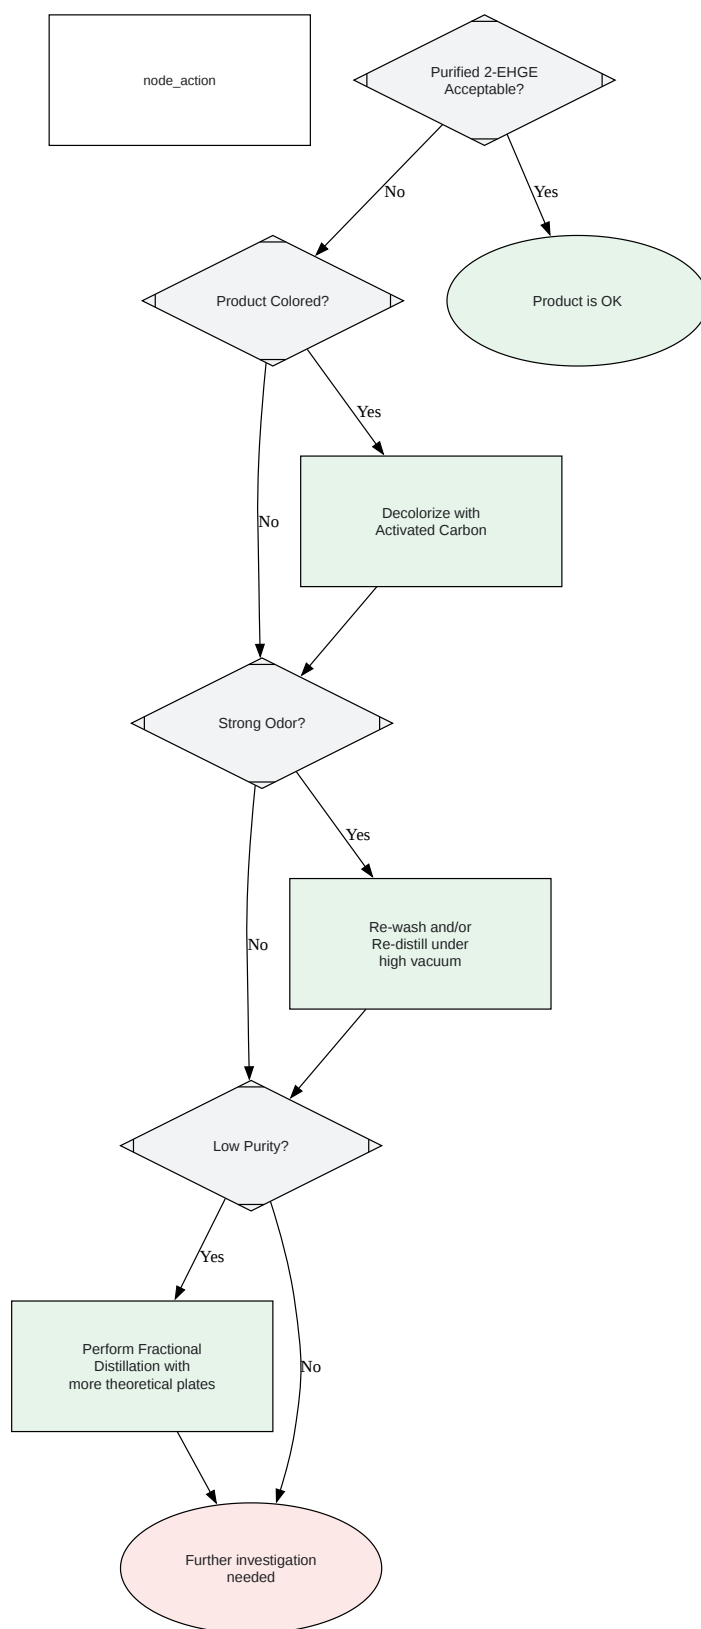 node_action
Purified 2-EHGE
Acceptable?
No
Yes
Product Colored?
Product is OK
Yes
No
Decolorize with
Activated Carbon
Strong Odor?
Yes
No
Re-wash and/or
Re-distill under
high vacuum
Low Purity?
Yes
No
Perform Fractional
Distillation with
more theoretical plates
Further investigation
needed